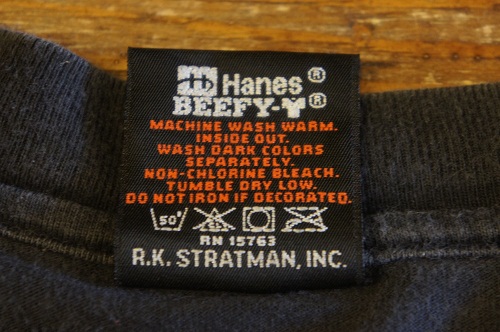 Hanes®
BEEFY-T®
MACHINE WASH WARM.
INSIDE OUT.
WASH DARK COLORS
SEPARATELY.
NON-CHLORINE BLEACH.
TUMBLE DRY LOW.
DO NOT IRON IF DECORATED.
50°
RN 15763
R.K. STRATMAN, INC.